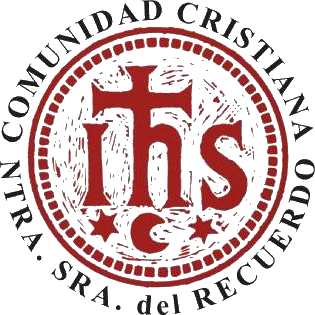 COMUNIDAD CRISTIANA
NTRA. SRA. del RECUERDO
IhS